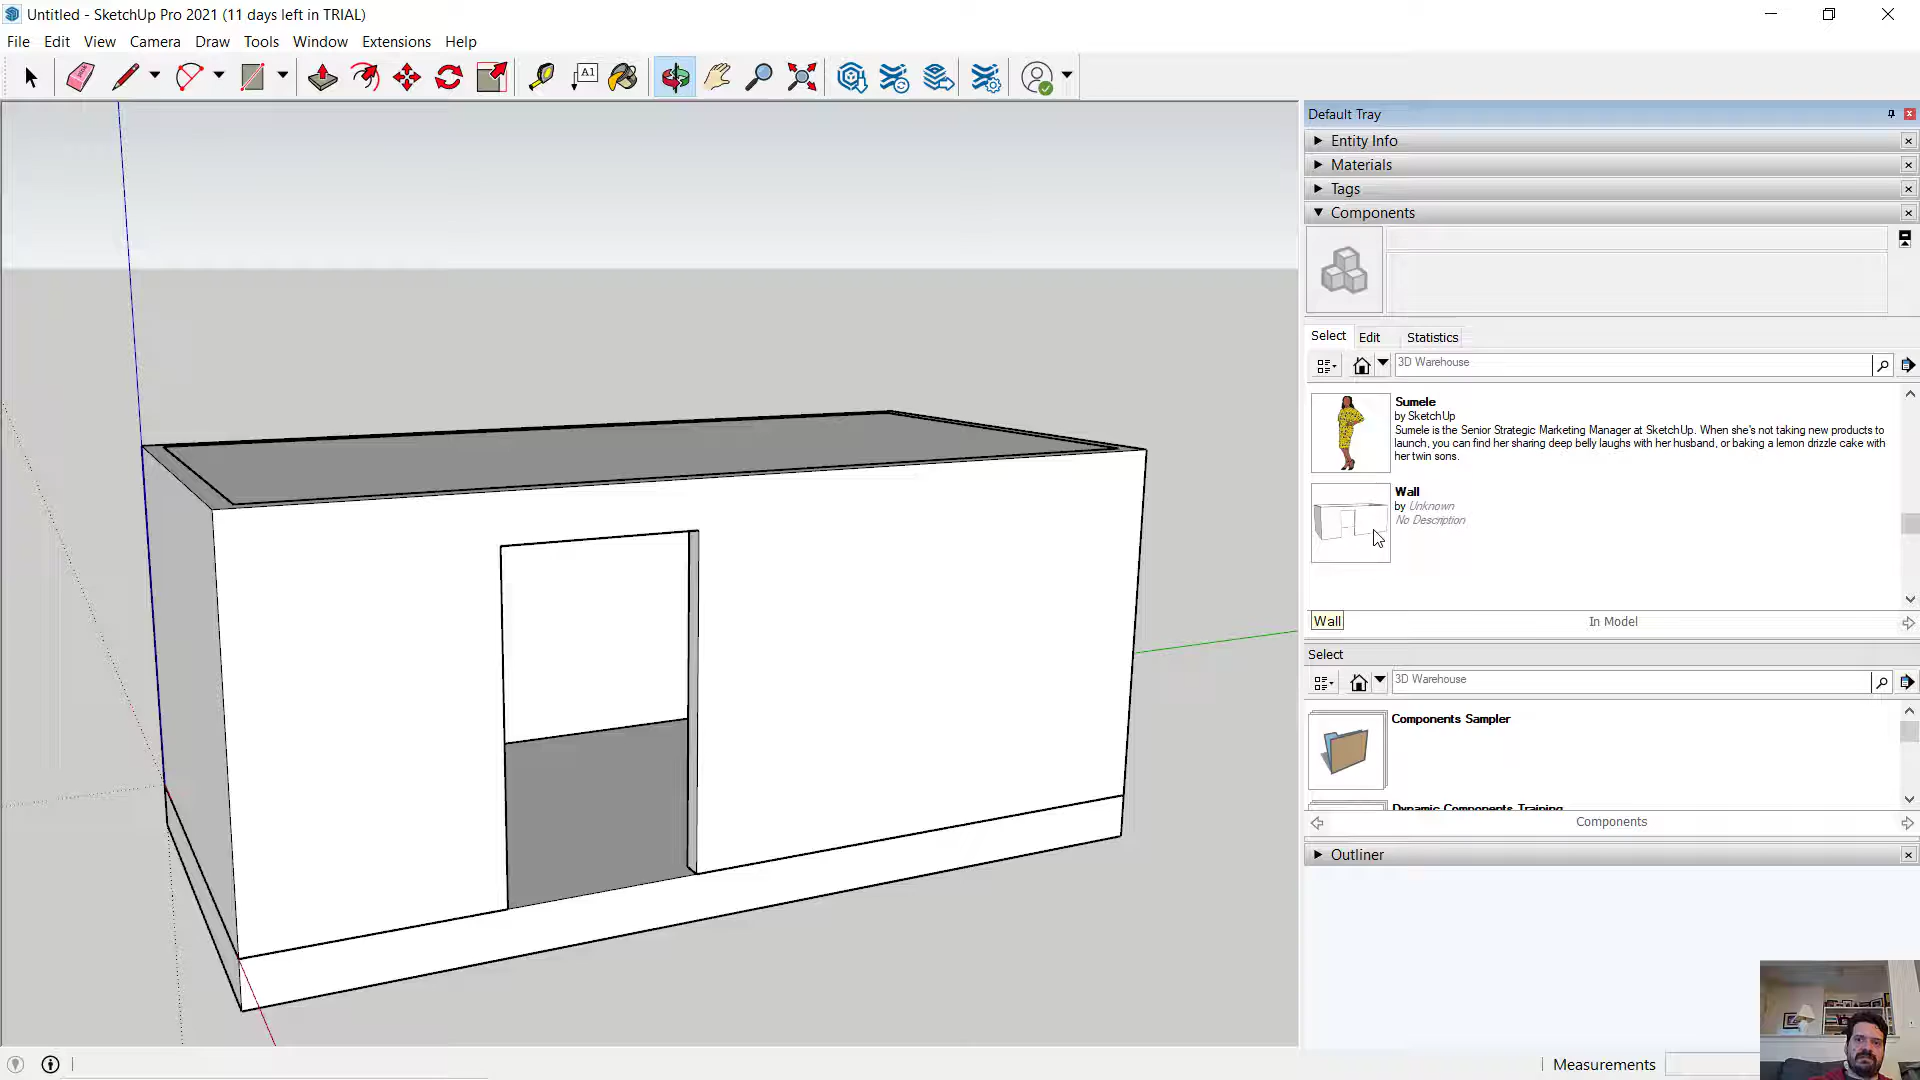 Untitled - SketchUp Pro 2021 (11 days left in TRIAL)
File Edit View Camera Draw Tools Window Extensions Help
A1
Default Tray
Entity Info
Materials
Tags
Components
Select Edit Statistics
3D Warehouse
Sumele
by SketchUp
Sumele is the Senior Strategic Marketing Manager at SketchUp. When she's not taking new products to
launch, you can find her sharing deep belly laughs with her husband, or baking a lemon drizzle cake with
her twin sons.
Wall
by Unknown
No Description
Wall
In Model
Select
3D Warehouse
Components Sampler
Dynamic Components Training
Components
Outliner
Measurements